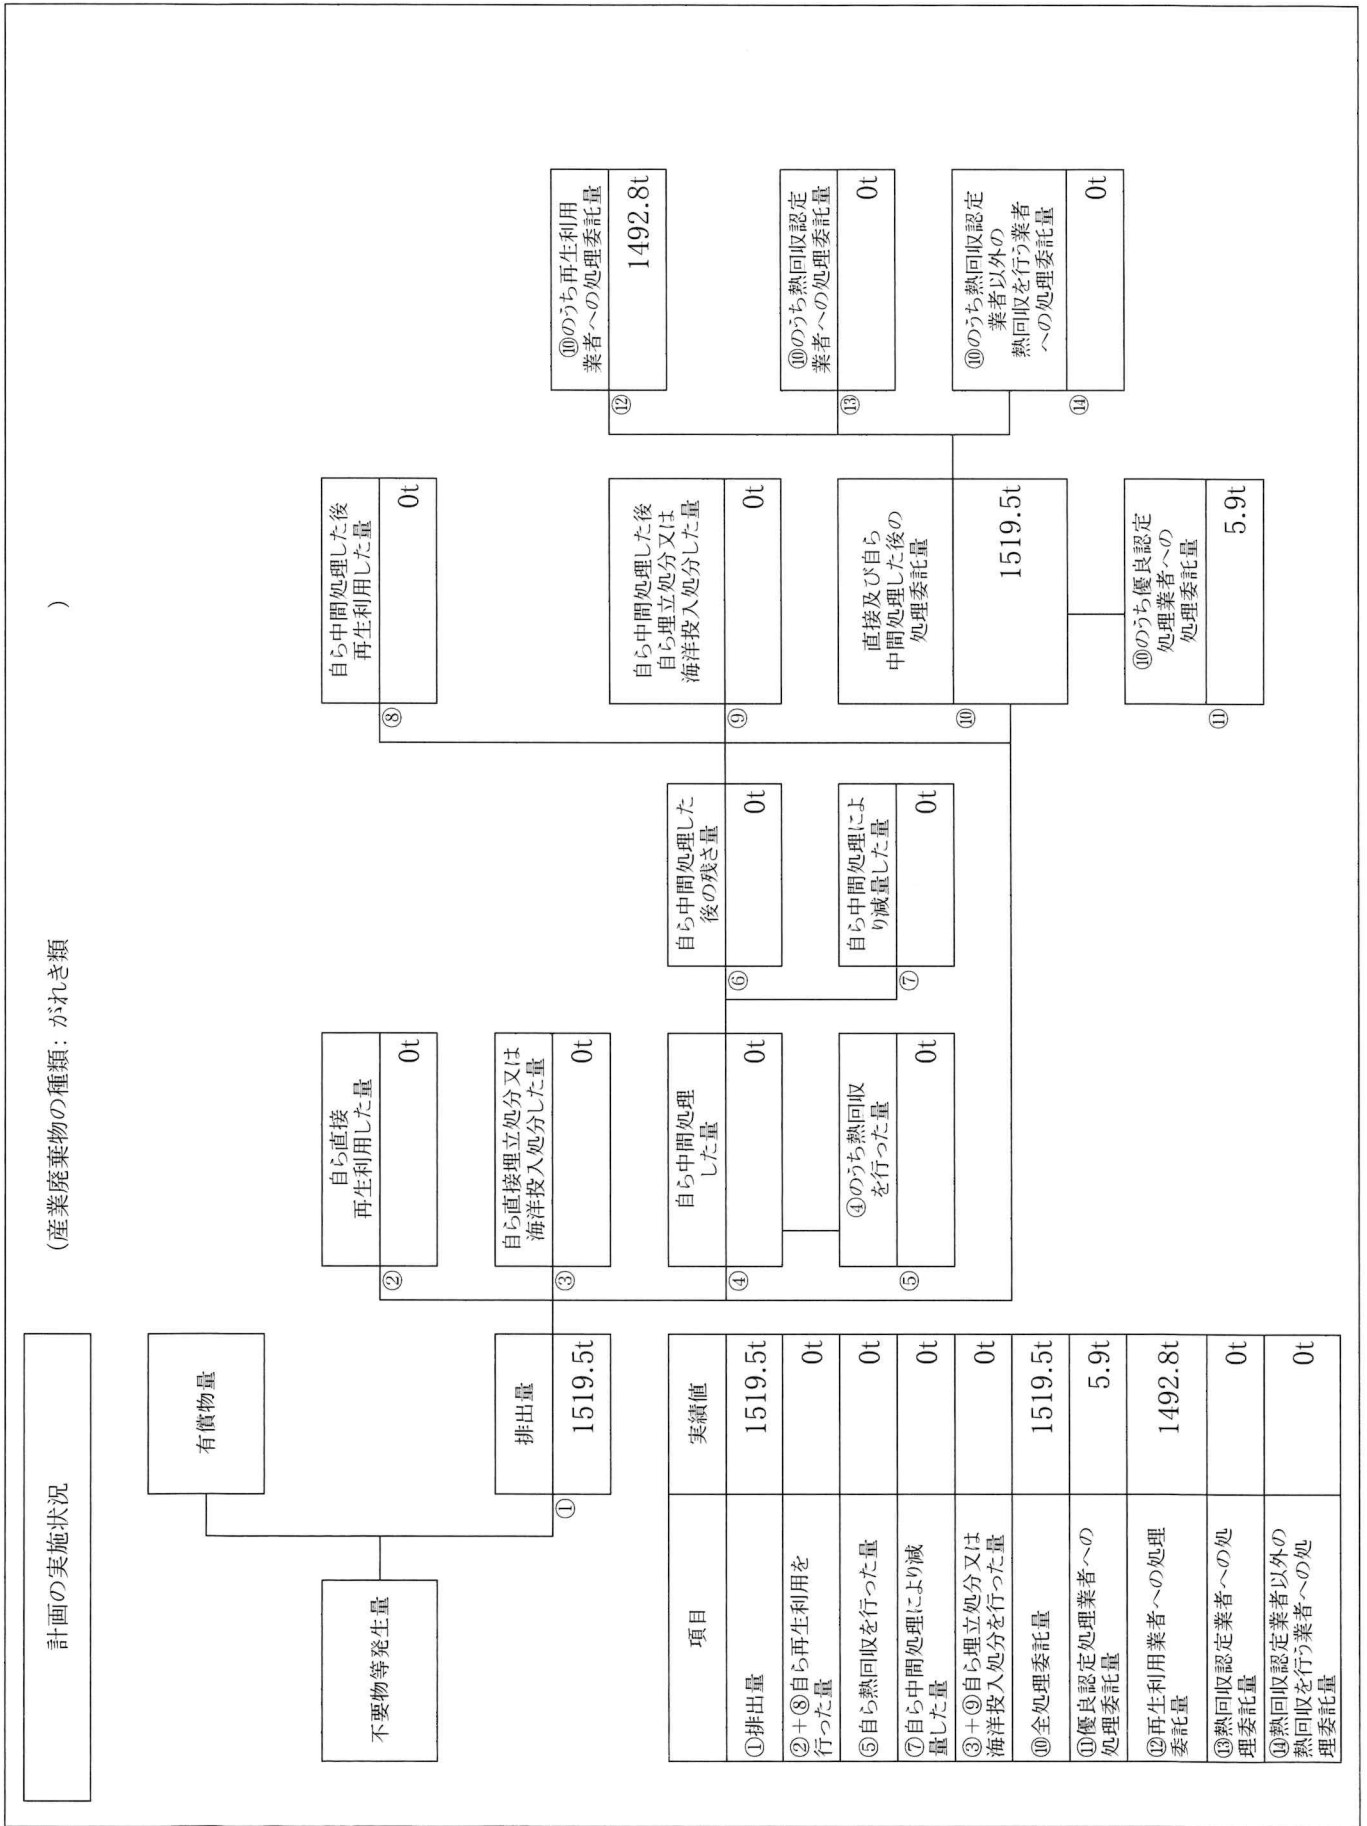 計画の実施状況
(産業廃棄物の種類：がれき類 )
不要物等発生量
有償物量
①
排出量
1519.5t
②
自ら直接
再生利用した量
0t
③
自ら直接埋立処分又は
海洋投入処分した量
0t
④
自ら中間処理
した量
0t
⑤
④のうち熱回収
を行った量
0t
⑥
自ら中間処理した
後の残さ量
0t
⑦
自ら中間処理によ
り減量した量
0t
⑧
自ら中間処理した後
再生利用した量
0t
⑨
自ら中間処理した後
自ら埋立処分又は
海洋投入処分した量
0t
⑩
直接及び自ら
中間処理した後の
処理委託量
1519.5t
⑪
⑩のうち優良認定
処理業者への
処理委託量
5.9t
⑫
⑩のうち再生利用
業者への処理委託量
1492.8t
⑬
⑩のうち熱回収認定
業者への処理委託量
0t
⑭
⑩のうち熱回収認定
業者以外の
熱回収を行う業者
への処理委託量
0t
項目 実績値
①排出量 1519.5t
②+⑧自ら再生利用を
行った量 0t
⑤自ら熱回収を行った量 0t
⑦自ら中間処理により減
量した量 0t
③+⑨自ら埋立処分又は
海洋投入処分を行った量 0t
⑩全処理委託量 1519.5t
⑪優良認定処理業者への
処理委託量 5.9t
⑫再生利用業者への処理
委託量 1492.8t
⑬熱回収認定業者への処
理委託量 0t
⑭熱回収認定業者以外の
熱回収を行う業者への処
理委託量 0t